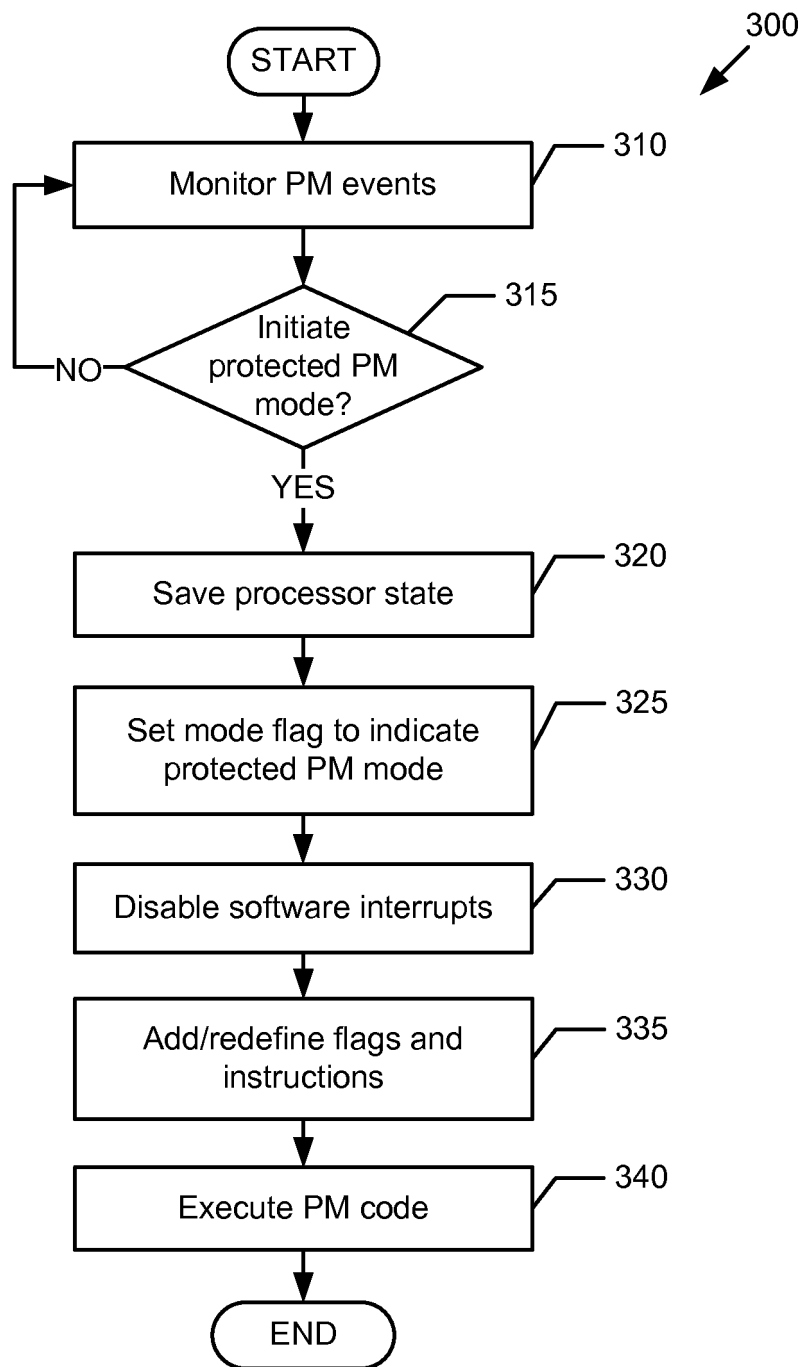 300
START
Monitor PM events
310
Initiate
protected PM
mode?
315
NO
YES
Save processor state
320
Set mode flag to indicate
protected PM mode
325
Disable software interrupts
330
Add/redefine flags and
instructions
335
Execute PM code
340
END